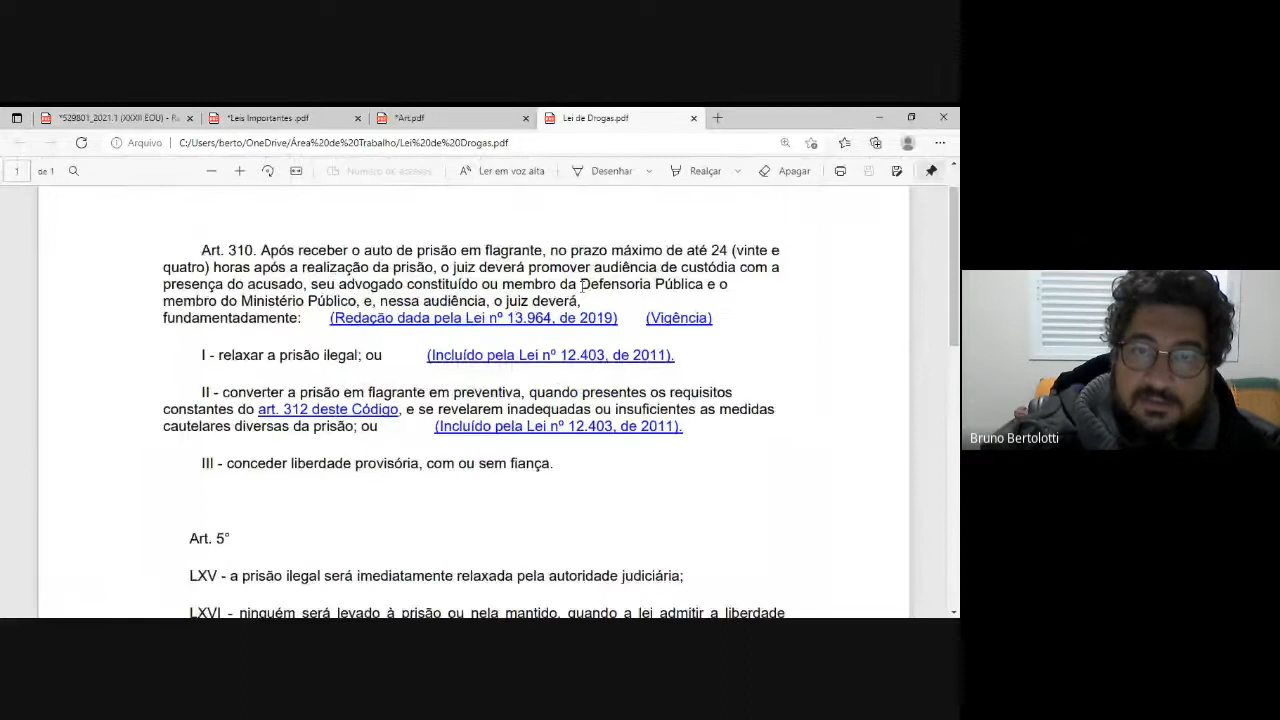 *529801_2021.1 (XXXII EOU) - R
*Leis Importantes .pdf
*Art.pdf
Lei de Drogas.pdf
Arquivo
C:/Users/berto/OneDrive/Área%20de%20Trabalho/Lei%20de%20Drogas.pdf
1 de 1
Número de acessos
Ler em voz alta
Desenhar
Realçar
Apagar
Art. 310. Após receber o auto de prisão em flagrante, no prazo máximo de até 24 (vinte e
quatro) horas após a realização da prisão, o juiz deverá promover audiência de custódia com a
presença do acusado, seu advogado constituído ou membro da Defensoria Pública e o
membro do Ministério Público, e, nessa audiência, o juiz deverá,
fundamentadamente: (Redação dada pela Lei nº 13.964, de 2019) (Vigência)
I - relaxar a prisão ilegal; ou (Incluído pela Lei nº 12.403, de 2011).
II - converter a prisão em flagrante em preventiva, quando presentes os requisitos
constantes do art. 312 deste Código, e se revelarem inadequadas ou insuficientes as medidas
cautelares diversas da prisão; ou (Incluído pela Lei nº 12.403, de 2011).
III - conceder liberdade provisória, com ou sem fiança.
Art. 5°
LXV - a prisão ilegal será imediatamente relaxada pela autoridade judiciária;
LXVI - ninguém será levado à prisão ou nela mantido, quando a lei admitir a liberdade
Bruno Bertolotti